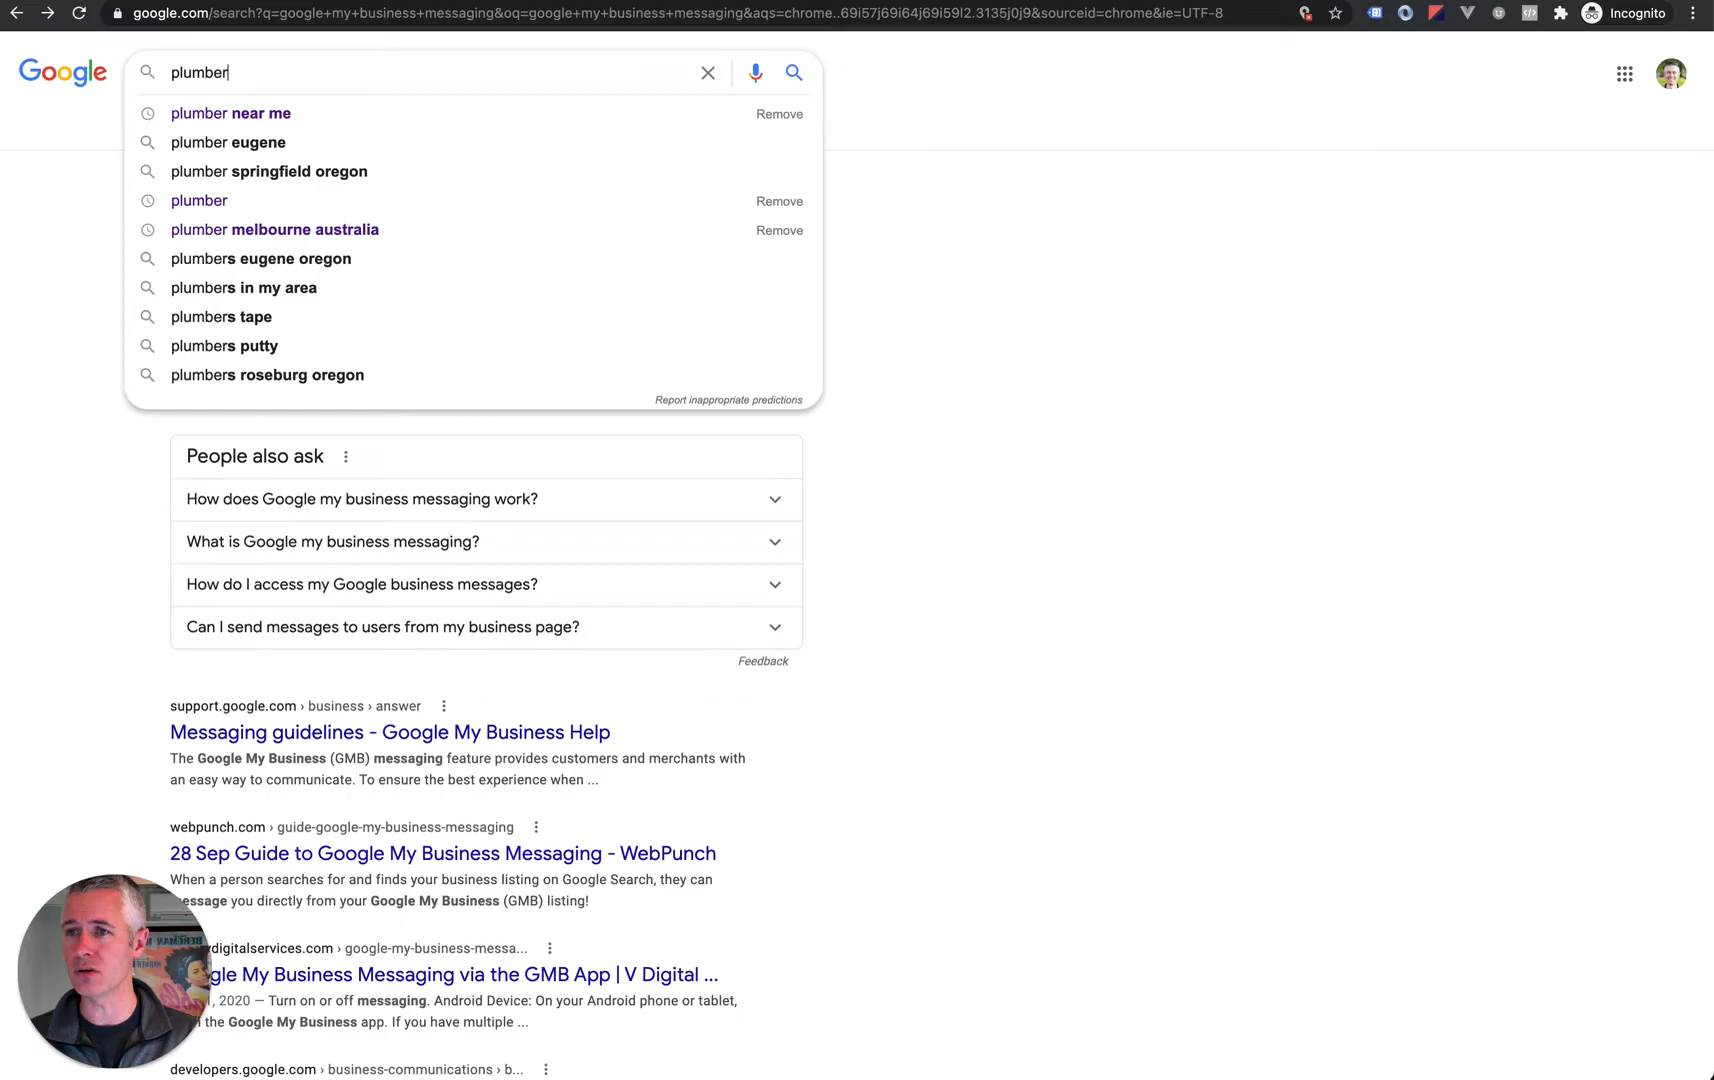 google.com/search?q=google+my+business+messaging&oq=google+my+business+messaging&aqs=chrome..69i57j69i64j69i59l2.3135j0j9&sourceid=chrome&ie=UTF-8
Incognito
Google
plumber
plumber near me
Remove
plumber eugene
plumber springfield oregon
plumber
Remove
plumber melbourne australia
Remove
plumbers eugene oregon
plumbers in my area
plumbers tape
plumbers putty
plumbers roseburg oregon
Report inappropriate predictions
People also ask
How does Google my business messaging work?
What is Google my business messaging?
How do I access my Google business messages?
Can I send messages to users from my business page?
Feedback
support.google.com › business › answer
Messaging guidelines - Google My Business Help
The Google My Business (GMB) messaging feature provides customers and merchants with
an easy way to communicate. To ensure the best experience when ...
webpunch.com › guide-google-my-business-messaging
28 Sep Guide to Google My Business Messaging - WebPunch
When a person searches for and finds your business listing on Google Search, they can
essage you directly from your Google My Business (GMB) listing!
ydigitalservices.com › google-my-business-messa...
gle My Business Messaging via the GMB App | V Digital ...
1, 2020 — Turn on or off messaging. Android Device: On your Android phone or tablet,
the Google My Business app. If you have multiple ...
developers.google.com › business-communications › b...
BERGMAN